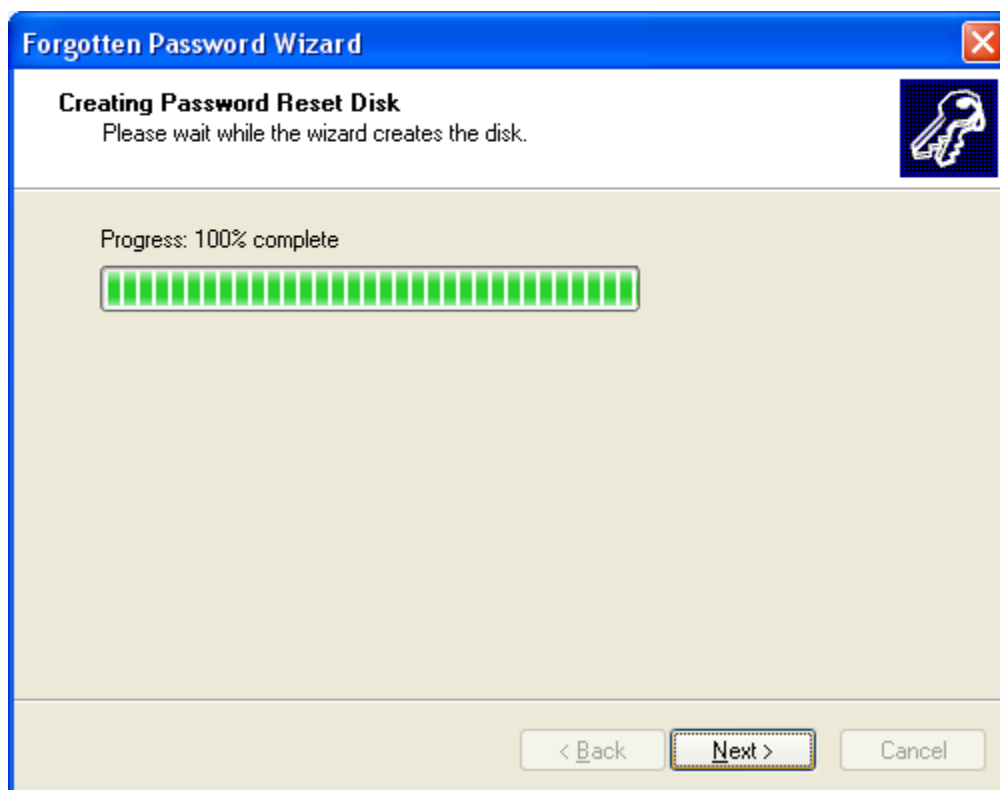 Forgotten Password Wizard
Creating Password Reset Disk
Please wait while the wizard creates the disk.
Progress: 100% complete
< Back
Next >
Cancel